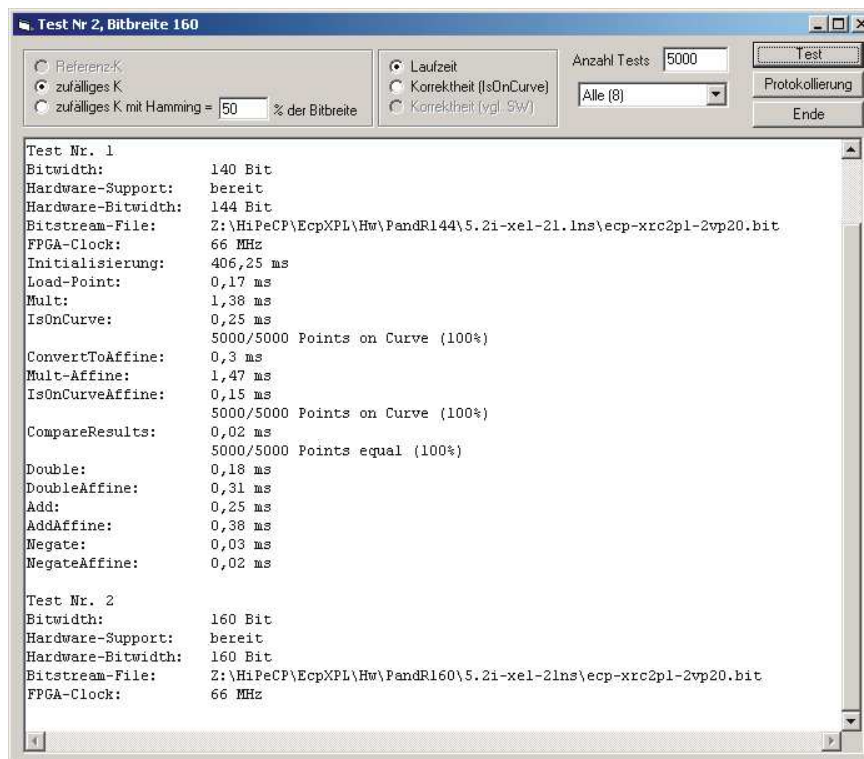 Test Nr 2, Bitbreite 160
Referenz-K
zufälliges K
zufälliges K mit Hamming = 50 % der Bitbreite
Laufzeit
Korrektheit (IsOnCurve)
Korrektheit (vgl. SW)
Anzahl Tests 5000
Alle (8)
Test
Protokollierung
Ende
Test Nr. 1
Bitwidth: 140 Bit
Hardware-Support: bereit
Hardware-Bitwidth: 144 Bit
Bitstream-File: Z:\HiPeCP\EcpXPL\Hw\PandR144\5.2i-xe1-21.1ns\ecp-xrc2pl-2vp20.bit
FPGA-Clock: 66 MHz
Initialisierung: 406,25 ms
Load-Point: 0,17 ms
Mult: 1,38 ms
IsOnCurve: 0,25 ms
5000/5000 Points on Curve (100%)
ConvertToAffine: 0,3 ms
Mult-Affine: 1,47 ms
IsOnCurveAffine: 0,15 ms
5000/5000 Points on Curve (100%)
CompareResults: 0,02 ms
5000/5000 Points equal (100%)
Double: 0,18 ms
DoubleAffine: 0,31 ms
Add: 0,25 ms
AddAffine: 0,38 ms
Negate: 0,03 ms
NegateAffine: 0,02 ms
Test Nr. 2
Bitwidth: 160 Bit
Hardware-Support: bereit
Hardware-Bitwidth: 160 Bit
Bitstream-File: Z:\HiPeCP\EcpXPL\Hw\PandR160\5.2i-xe1-21ns\ecp-xrc2pl-2vp20.bit
FPGA-Clock: 66 MHz